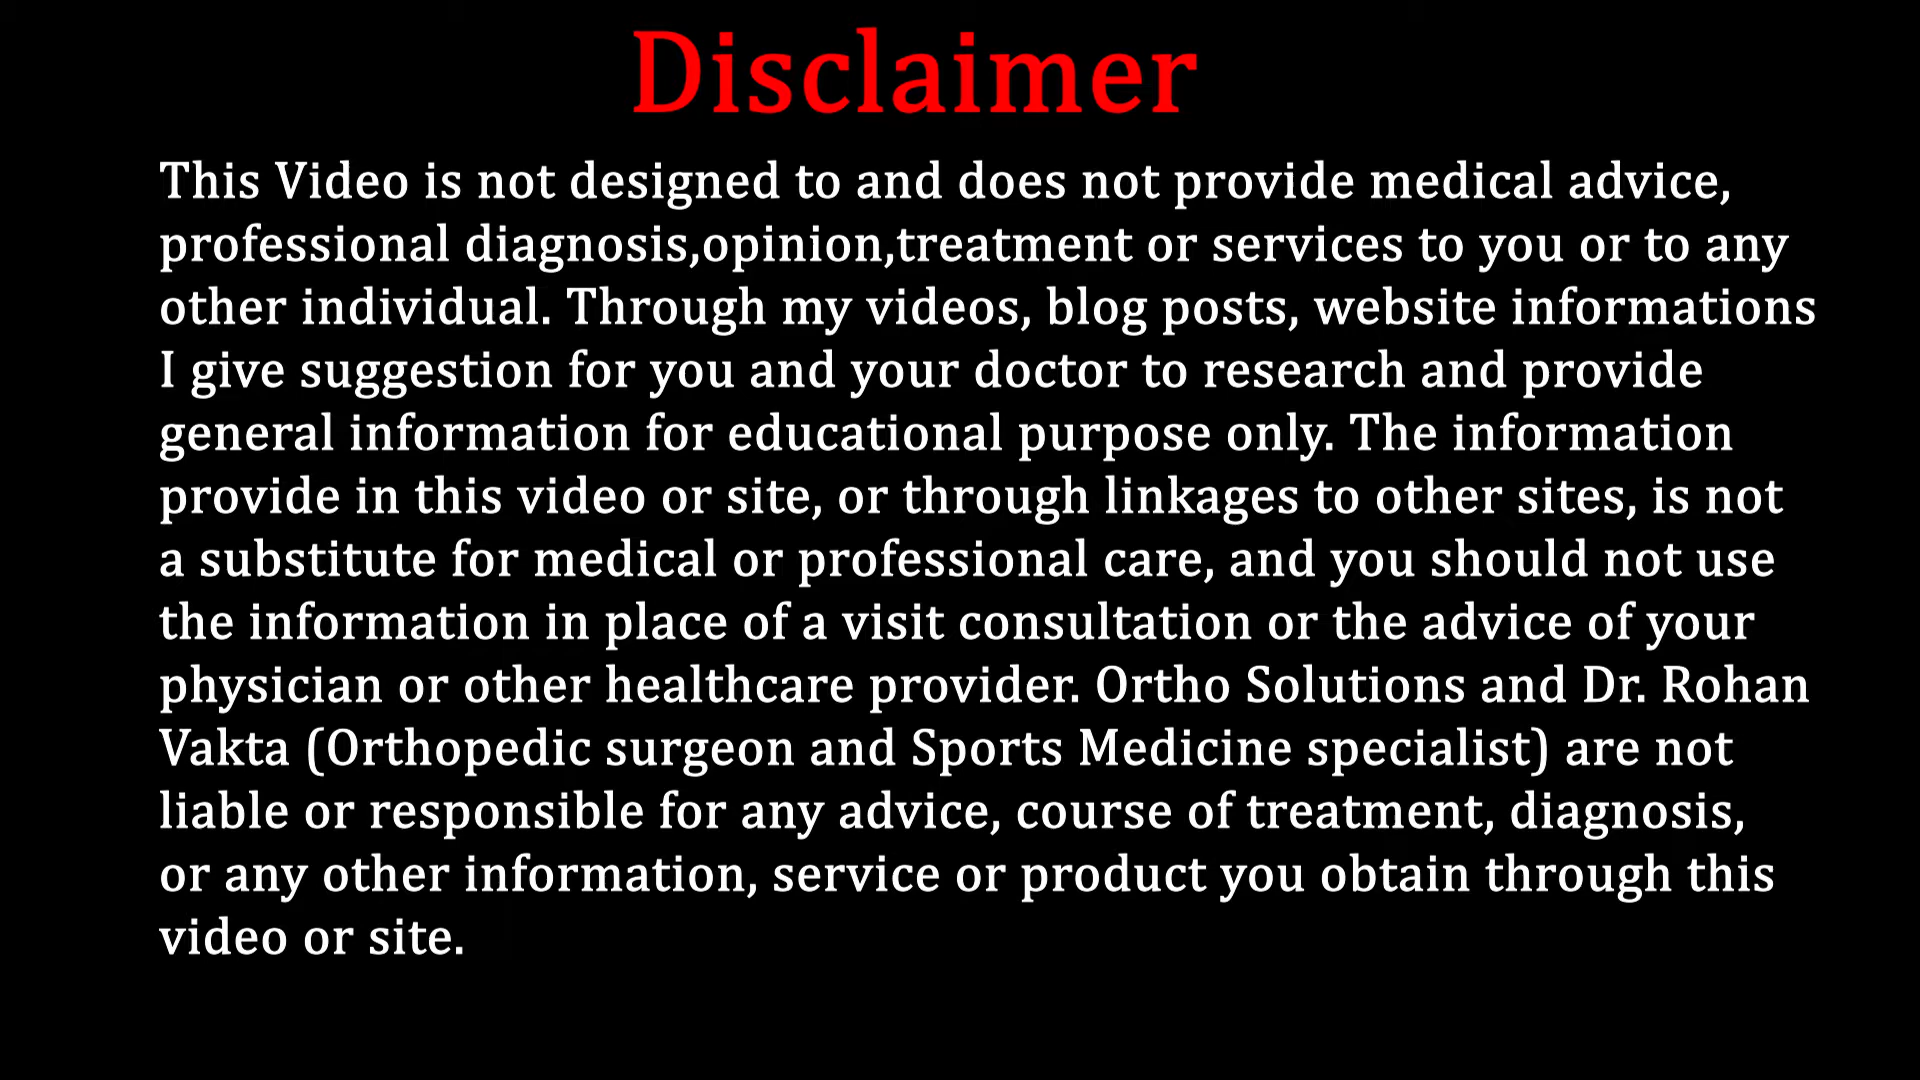 Disclaimer
This Video is not designed to and does not provide medical advice,
professional diagnosis,opinion,treatment or services to you or to any
other individual. Through my videos, blog posts, website informations
I give suggestion for you and your doctor to research and provide
general information for educational purpose only. The information
provide in this video or site, or through linkages to other sites, is not
a substitute for medical or professional care, and you should not use
the information in place of a visit consultation or the advice of your
physician or other healthcare provider. Ortho Solutions and Dr. Rohan
Vakta (Orthopedic surgeon and Sports Medicine specialist) are not
liable or responsible for any advice, course of treatment, diagnosis,
or any other information, service or product you obtain through this
video or site.